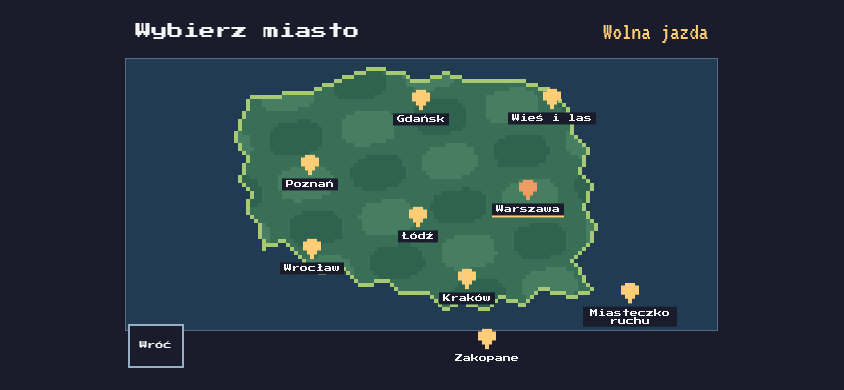 Wybierz miasto
Wolna jazda
Gdańsk
Wieś i las
Poznań
Warszawa
Łódź
Wrocław
Kraków
Miasteczko
ruchu
Wróć
Zakopane